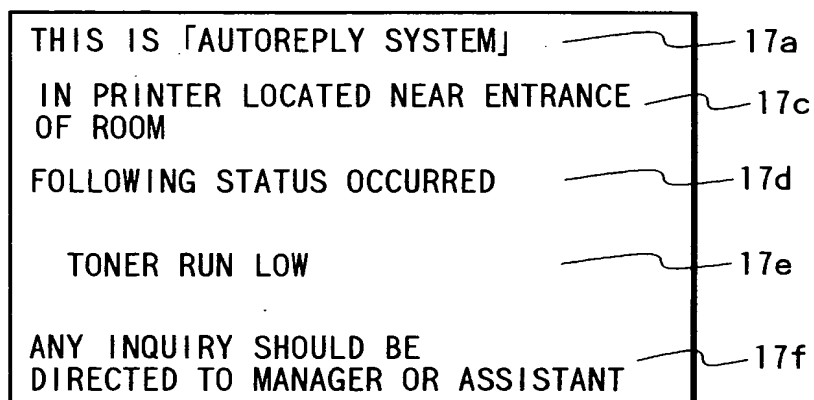 THIS IS 「AUTOREPLY SYSTEM」 17a
IN PRINTER LOCATED NEAR ENTRANCE 17c
OF ROOM
FOLLOWING STATUS OCCURRED 17d
TONER RUN LOW 17e
ANY INQUIRY SHOULD BE 17f
DIRECTED TO MANAGER OR ASSISTANT